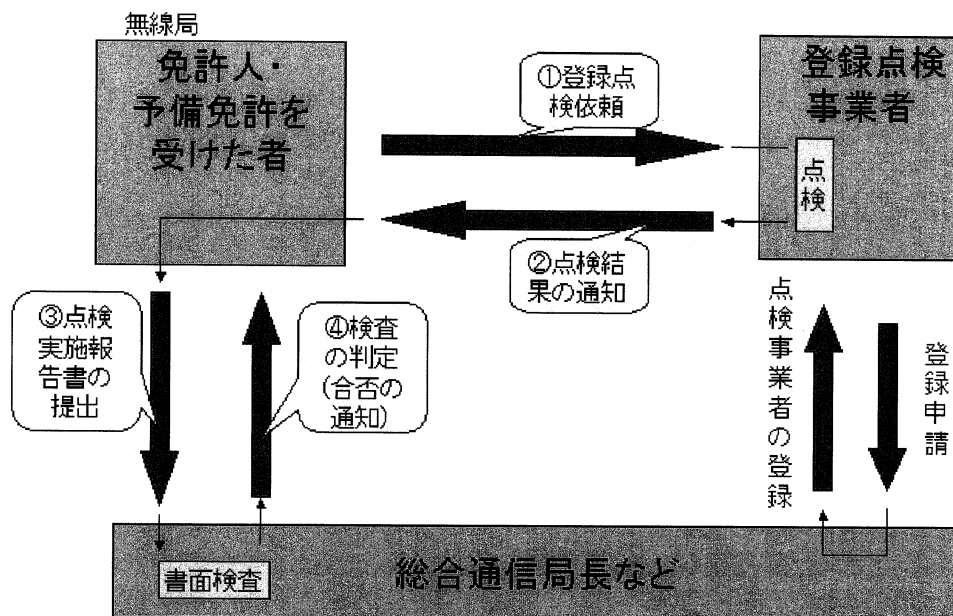 無線局
免許人・
予備免許を
受けた者
①登録点
検依頼
登録点検
事業者
点
検
②点検結
果の通知
③点検
実施報
告書の
提出
④検査
の判定
(合否の
通知)
点検事業者の登録
登録申請
書面検査
総合通信局長など